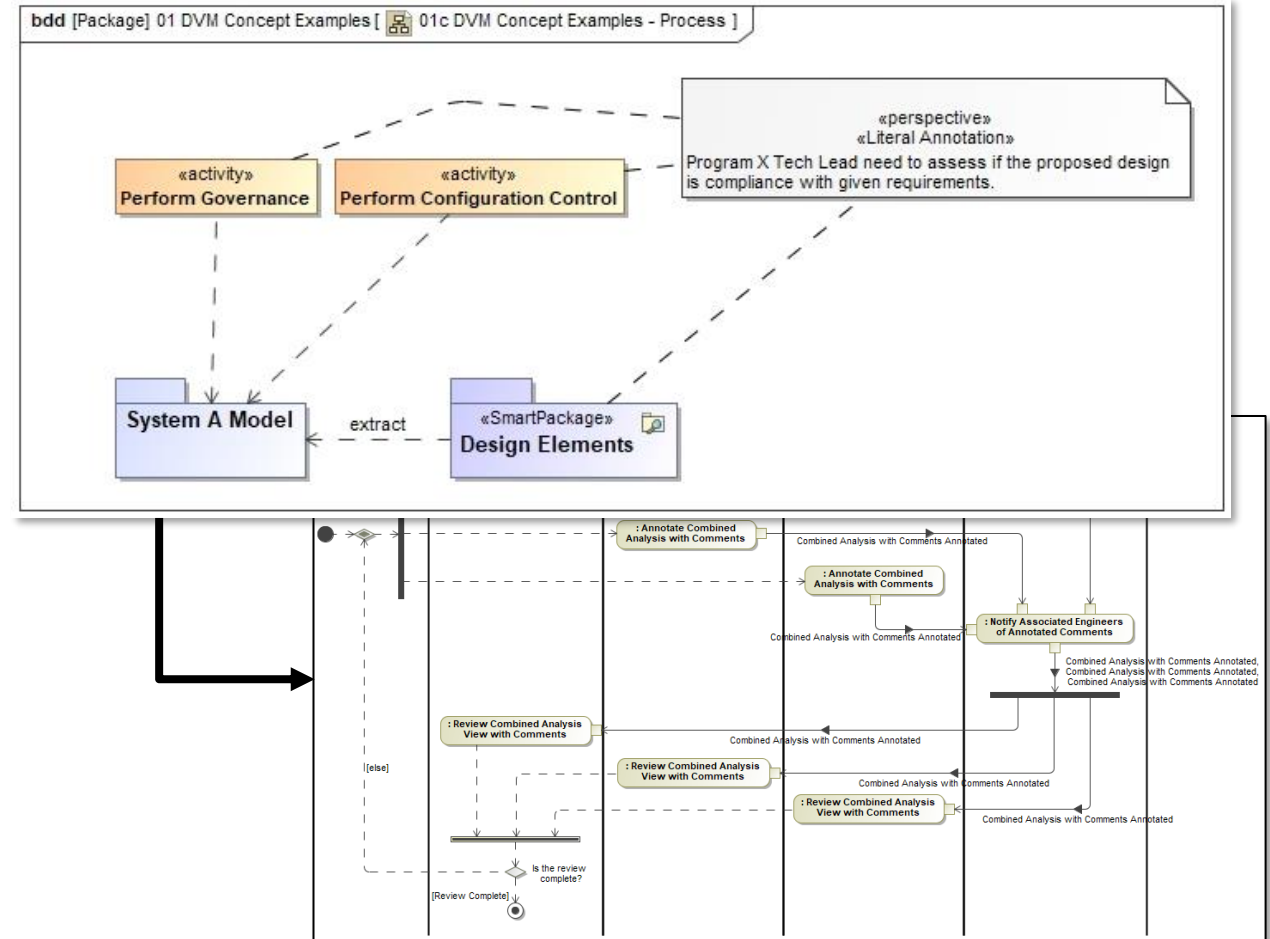 bdd [Package] 01 DVM Concept Examples [ 01c DVM Concept Examples - Process ]
«perspective»
«Literal Annotation»
Program X Tech Lead need to assess if the proposed design
is compliance with given requirements.
«activity»
Perform Governance
«activity»
Perform Configuration Control
System A Model
extract
«SmartPackage»
Design Elements
: Annotate Combined
Analysis with Comments
Combined Analysis with Comments Annotated
: Annotate Combined
Analysis with Comments
Combined Analysis with Comments Annotated
: Notify Associated Engineers
of Annotated Comments
Combined Analysis with Comments Annotated,
Combined Analysis with Comments Annotated,
Combined Analysis with Comments Annotated
: Review Combined Analysis
View with Comments
Combined Analysis with Comments Annotated
[else]
: Review Combined Analysis
View with Comments
Combined Analysis with Comments Annotated
: Review Combined Analysis
View with Comments
Combined Analysis with Comments Annotated
Is the review
complete?
[Review Complete]